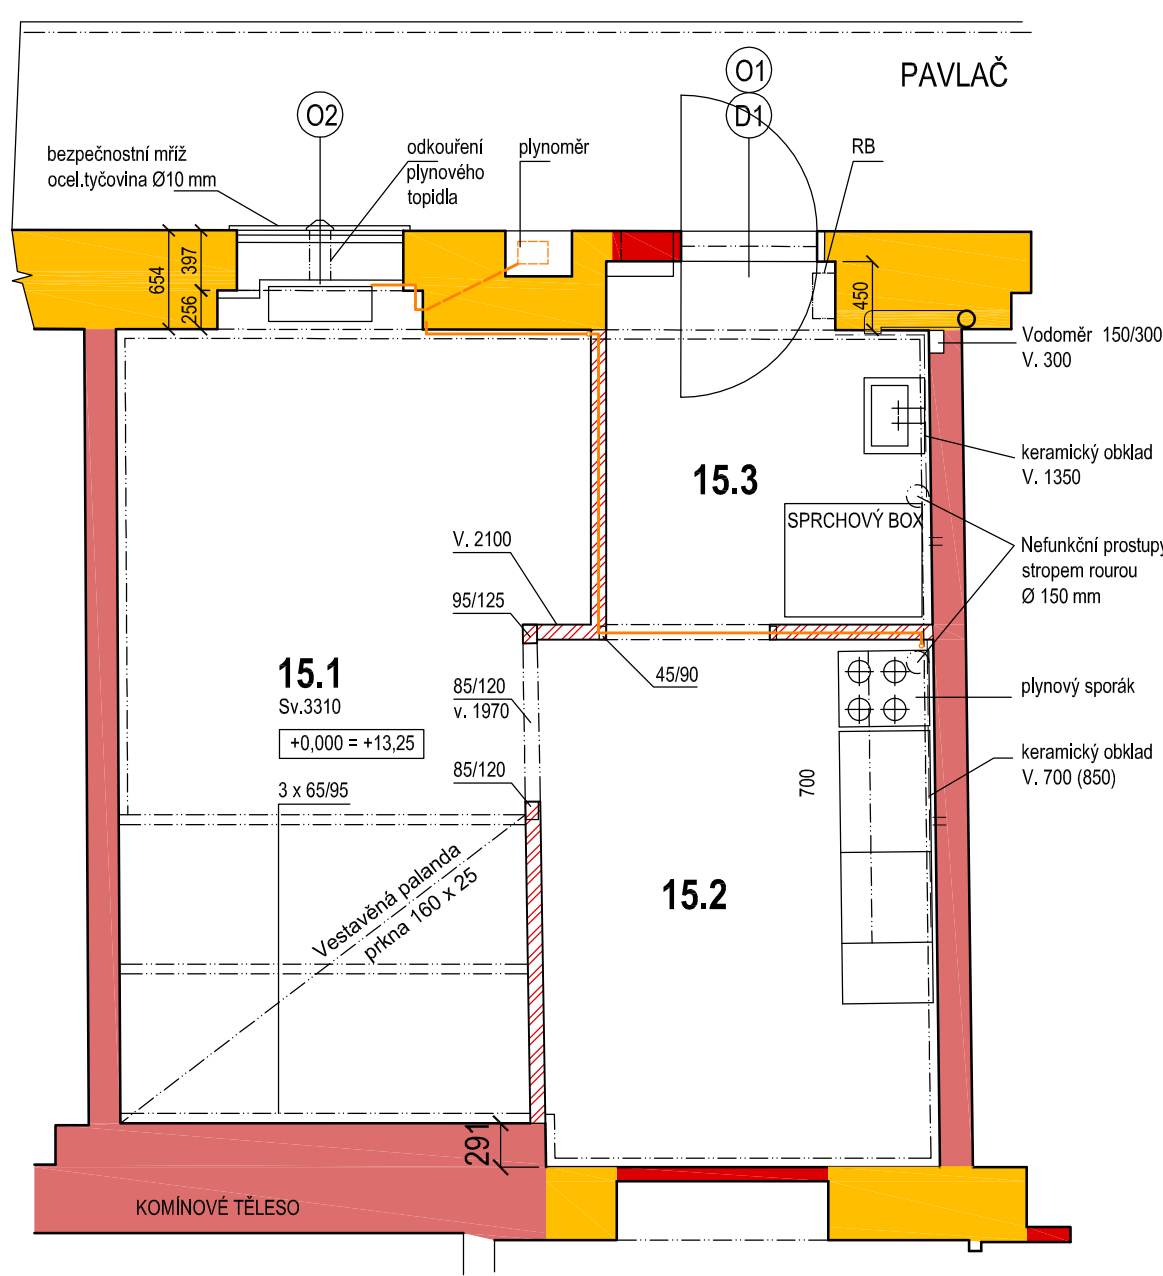 PAVLAČ
O1
D1
O2
bezpečnostní mříž
ocel.tyčovina Ø10 mm
odkouření
plynového
topidla
plynoměr
RB
654
397
256
450
Vodoměr 150/300
V. 300
keramický obklad
V. 1350
15.3
SPRCHOVÝ BOX
Nefunkční prostupy
stropem rourou
Ø 150 mm
V. 2100
95/125
45/90
15.1
Sv.3310
+0,000 = +13,25
85/120
v. 1970
85/120
3 x 65/95
plynový sporák
keramický obklad
V. 700 (850)
700
Vestavěná palanda
prkna 160 x 25
15.2
291
KOMÍNOVÉ TĚLESO